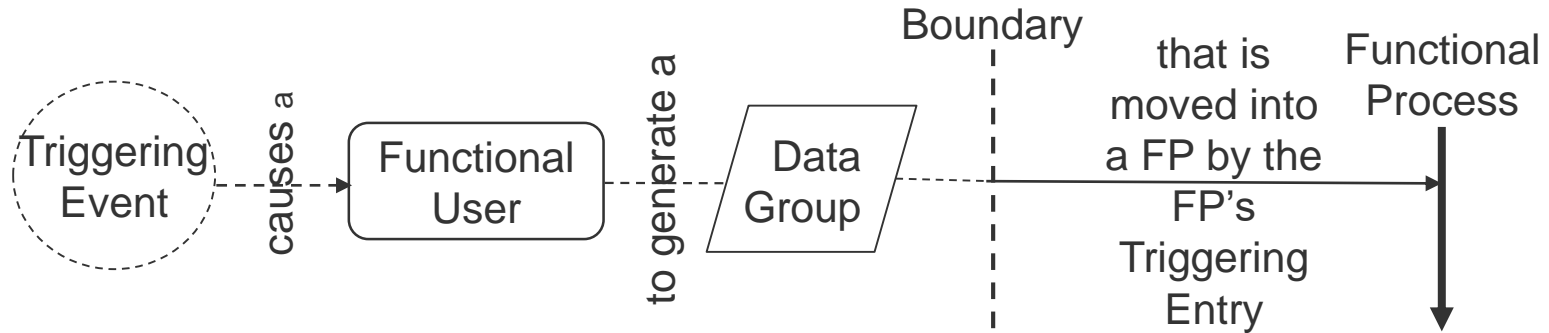 Triggering
Event
causes a
Functional
User
to generate a
Data
Group
Boundary
that is
moved into
a FP by the
FP's
Triggering
Entry
Functional
Process